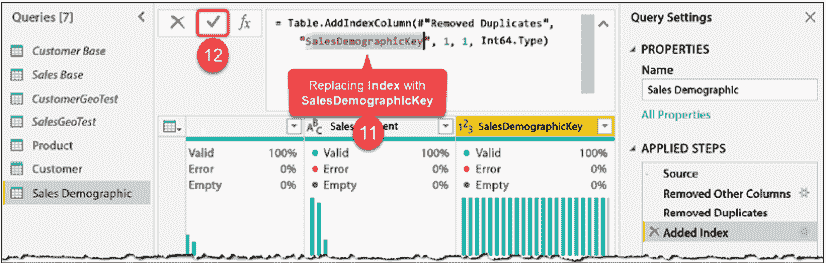 Queries [7]
Customer Base
Sales Base
CustomerGeoTest
SalesGeoTest
Product
Customer
Sales Demographic
12
fx
= Table.AddIndexColumn(#"Removed Duplicates",
"SalesDemographicKey", 1, 1, Int64.Type)
Replacing Index with
SalesDemographicKey
11
ABC Sales ent
123 SalesDemographicKey
Valid 100% Valid 100% Valid 100%
Error 0% Error 0% Error 0%
Empty 0% Empty 0% Empty 0%
Query Settings
PROPERTIES
Name
Sales Demographic
All Properties
APPLIED STEPS
Source
Removed Other Columns
Removed Duplicates
Added Index